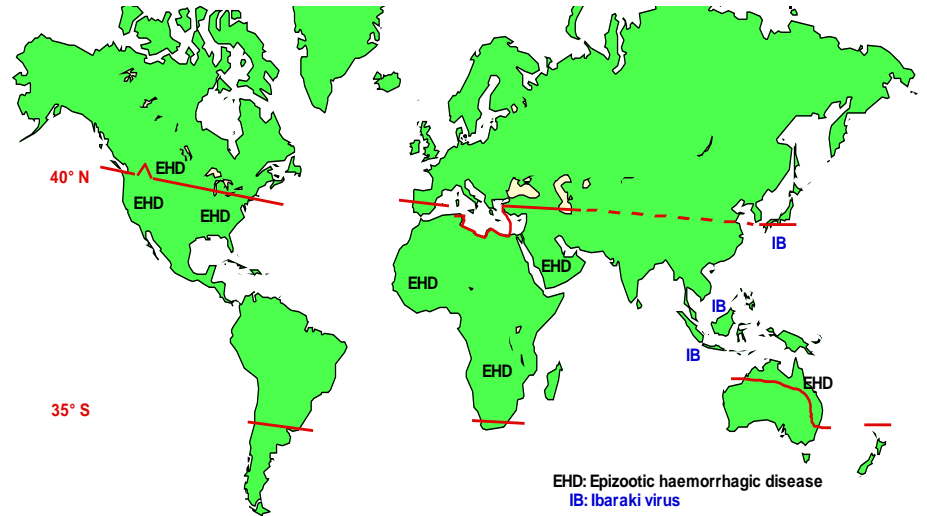 EHD
40° N
EHD
EHD
IB
EHD
EHD
IB
IB
EHD
EHD
35° S
EHD: Epizootic haemorrhagic disease
IB: Ibaraki virus